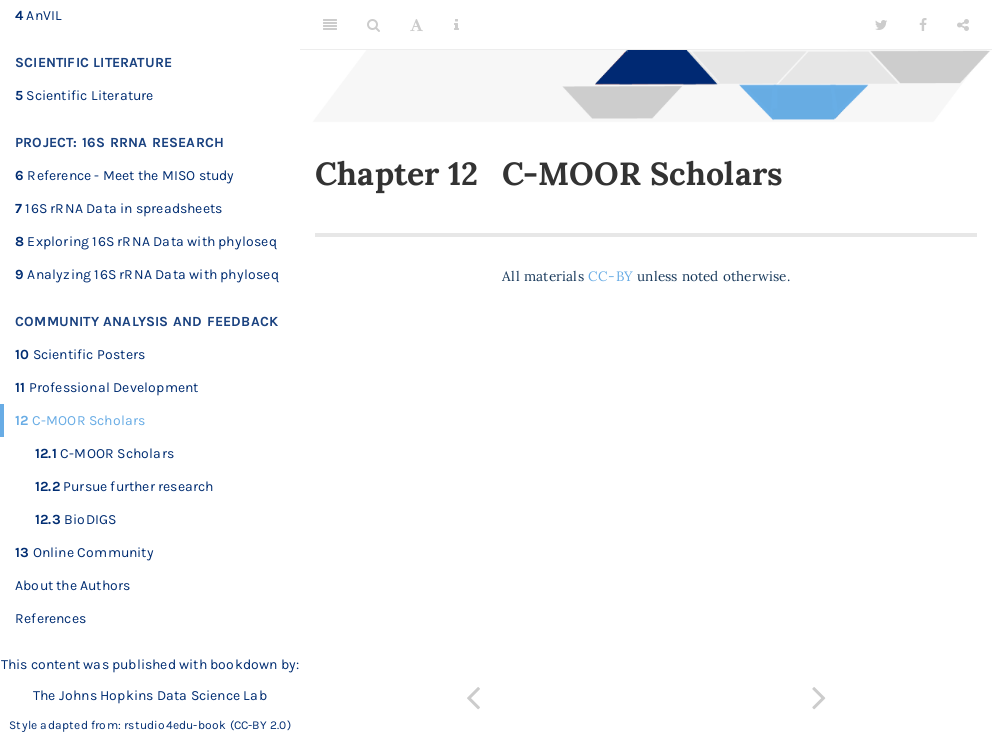 4 AnVIL
SCIENTIFIC LITERATURE
5 Scientific Literature
PROJECT: 16S RRNA RESEARCH
6 Reference - Meet the MISO study
7 16S rRNA Data in spreadsheets
8 Exploring 16S rRNA Data with phyloseq
9 Analyzing 16S rRNA Data with phyloseq
COMMUNITY ANALYSIS AND FEEDBACK
10 Scientific Posters
11 Professional Development
12 C-MOOR Scholars
12.1 C-MOOR Scholars
12.2 Pursue further research
12.3 BioDIGS
13 Online Community
About the Authors
References
This content was published with bookdown by:
The Johns Hopkins Data Science Lab
Style adapted from: rstudio4edu-book (CC-BY 2.0)
Chapter 12 C-MOOR Scholars
All materials CC-BY unless noted otherwise.